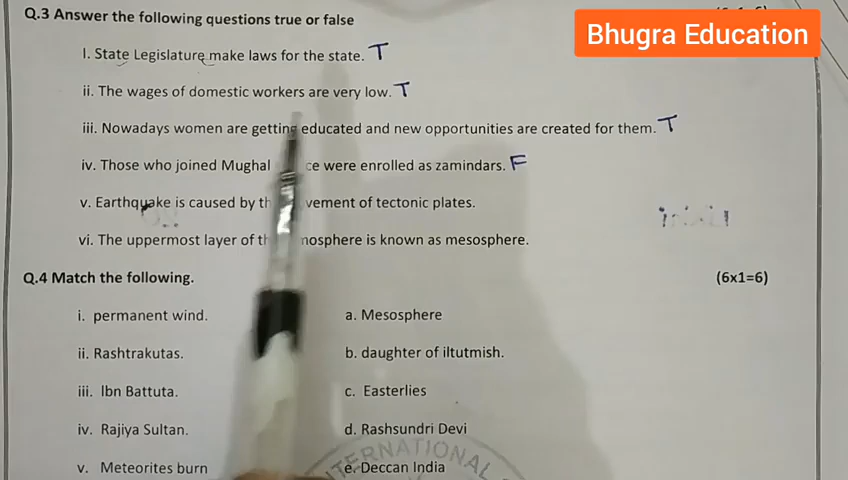 Q.3 Answer the following questions true or false
Bhugra Education
I. State Legislature make laws for the state. T
ii. The wages of domestic workers are very low. T
iii. Nowadays women are getting educated and new opportunities are created for them. T
iv. Those who joined Mughal ce were enrolled as zamindars. F
v. Earthquake is caused by th vement of tectonic plates.
vi. The uppermost layer of th mosphere is known as mesosphere.
Q.4 Match the following. (6x1=6)
i. permanent wind. a. Mesosphere
ii. Rashtrakutas. b. daughter of iltutmish.
iii. Ibn Battuta. c. Easterlies
iv. Rajiya Sultan. d. Rashsundri Devi
v. Meteorites burn e. Deccan India
NTERNATIONAL